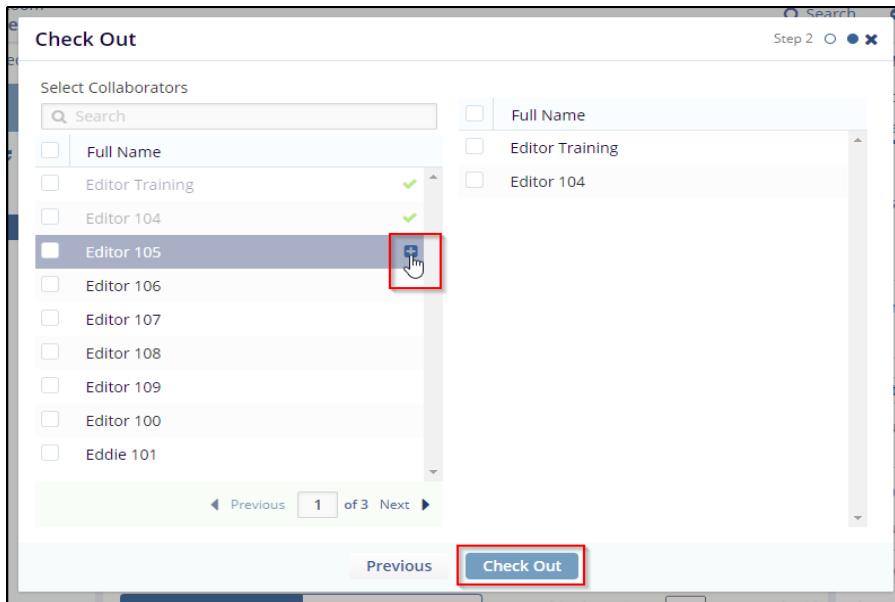 Search
Check Out
Step 2
Select Collaborators
Search
Full Name
Editor Training
Editor 104
Editor 105
Editor 106
Editor 107
Editor 108
Editor 109
Editor 100
Eddie 101
Previous 1 of 3 Next
Full Name
Editor Training
Editor 104
Previous Check Out